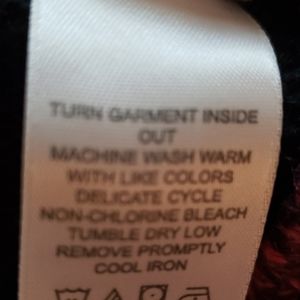 TURN GARMENT INSIDE
OUT
MACHINE WASH WARM
WITH LIKE COLORS
DELICATE CYCLE
NON-CHLORINE BLEACH
TUMBLE DRY LOW
REMOVE PROMPTLY
COOL IRON